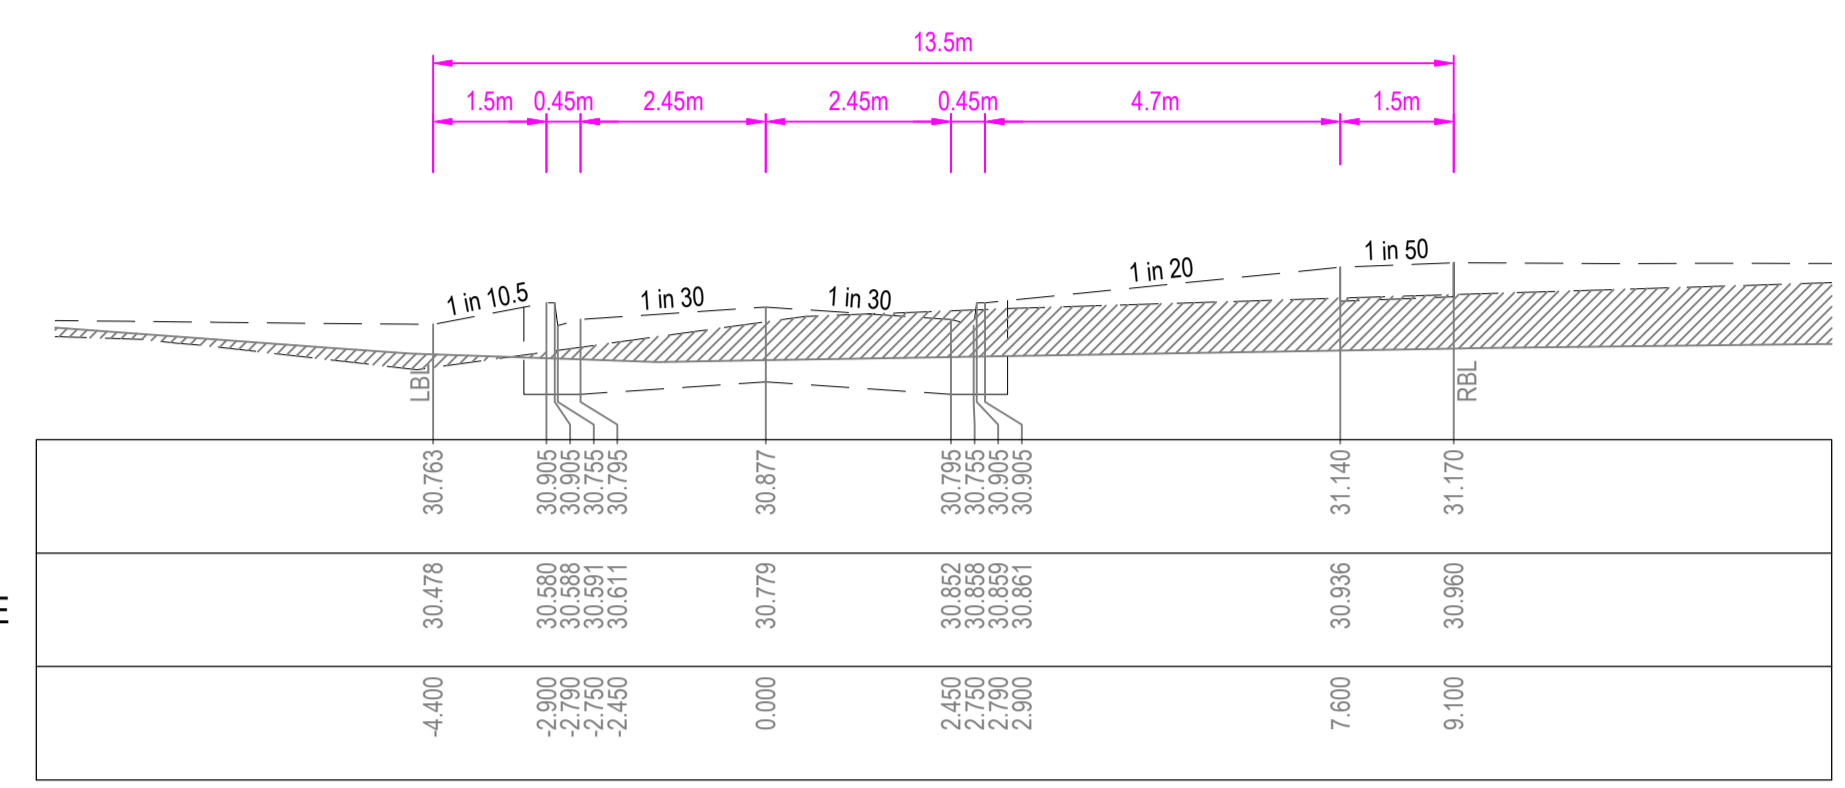 13.5m
1.5m 0.45m 2.45m 2.45m 0.45m 4.7m 1.5m
1 in 10.5 1 in 30 1 in 30 1 in 20 1 in 50
LBL RBL
30.763 30.905 30.905 30.755 30.795 30.877 30.795 30.755 30.905 30.905 31.140 31.170
30.478 30.580 30.588 30.591 30.611 30.779 30.852 30.858 30.859 30.861 30.936 30.960
-4.400 -2.900 -2.790 -2.750 -2.450 0.000 2.450 2.750 2.790 2.900 7.600 9.100